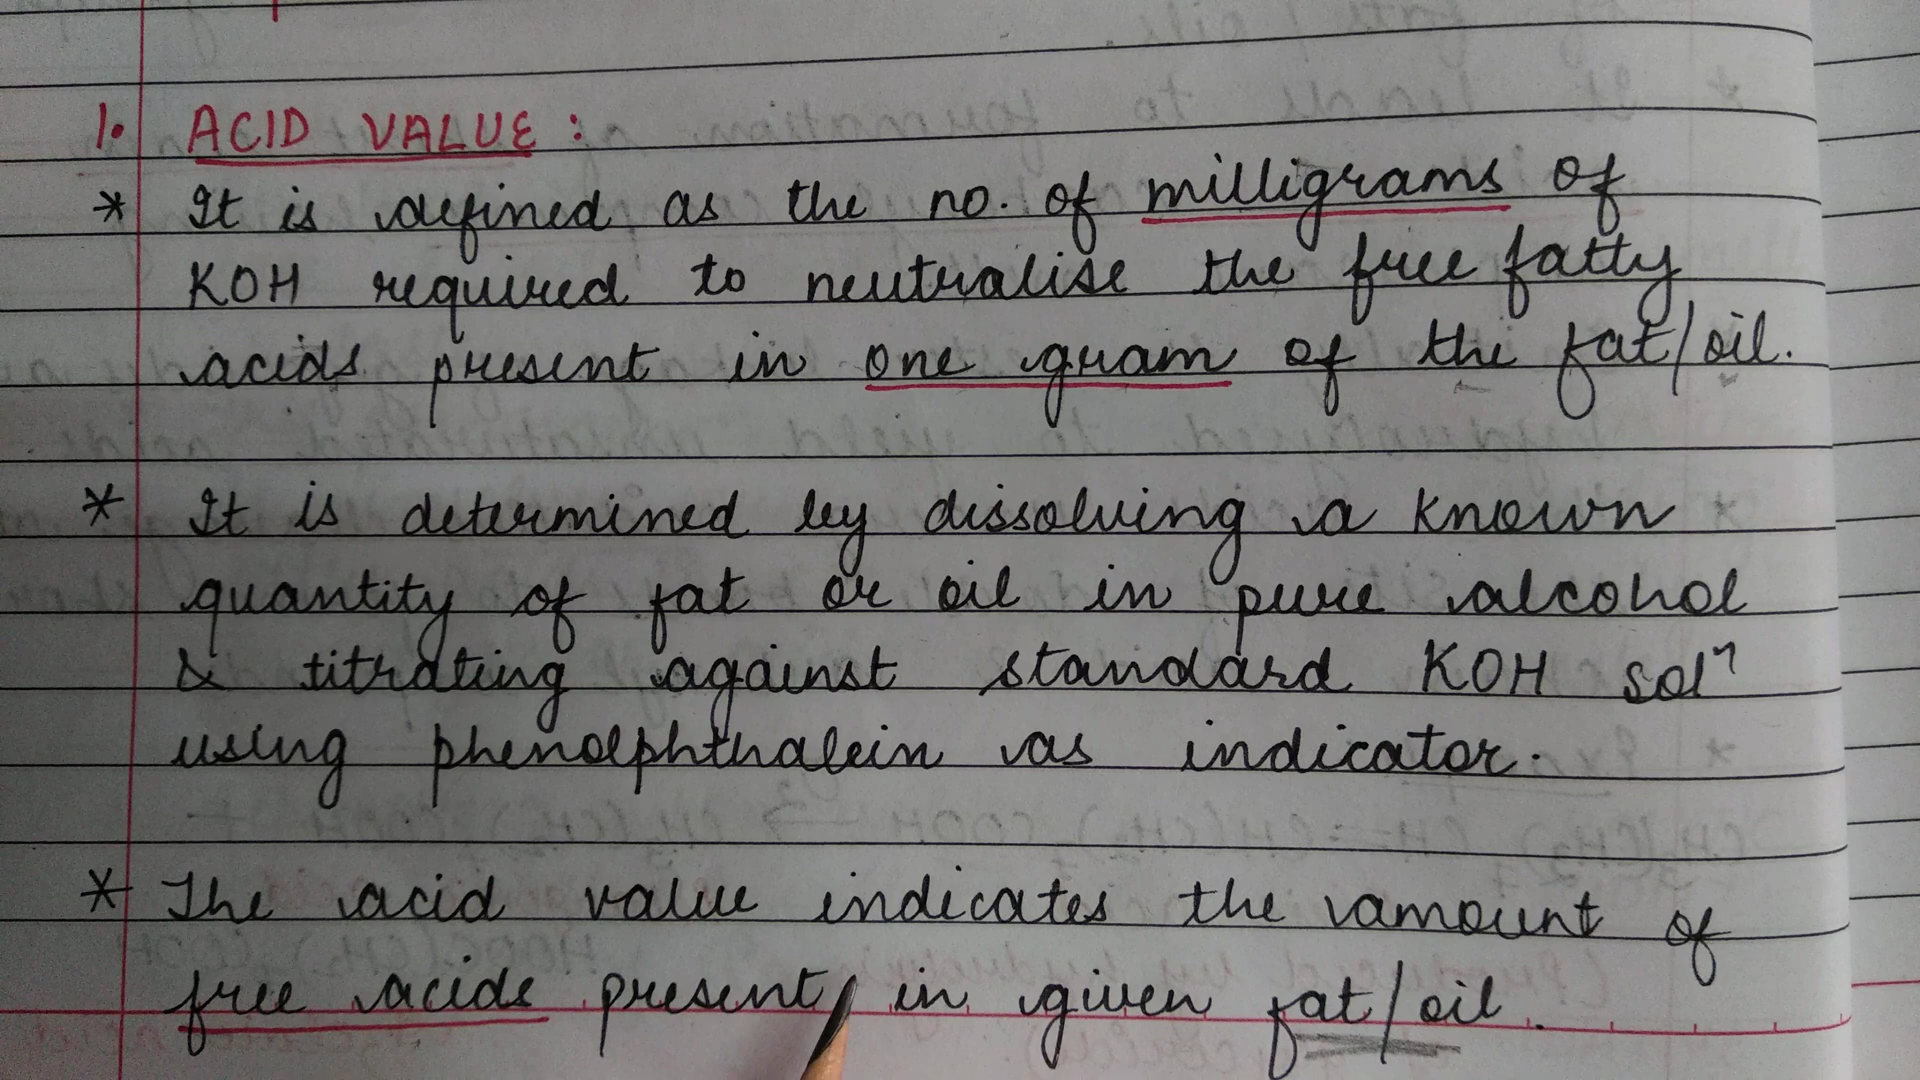 1. ACID VALUE :
* It is defined as the no. of milligrams of
KOH required to neutralise the free fatty
acids present in one gram of the fat/oil.
* It is determined by dissolving a known
quantity of fat or oil in pure alcohol
& titrating against standard KOH solⁿ
using phenolphthalein as indicator.
* The acid value indicates the amount of
free acids present in given fat/oil.